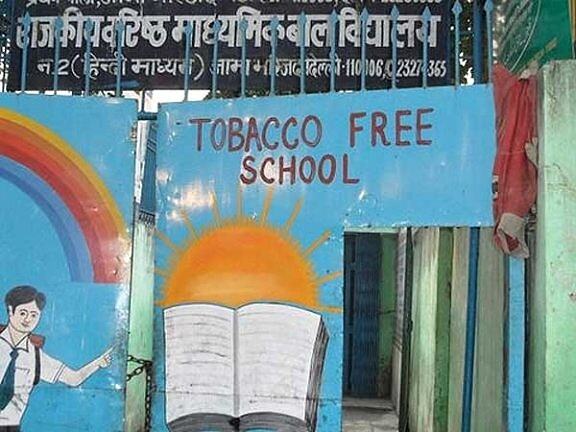 राजकीय वरिष्ठ माध्यमिक बाल विद्यालय
न.2 (हिन्दी माध्यम) जामा मस्जिद दिल्ली-110006,
TOBACCO FREE
SCHOOL